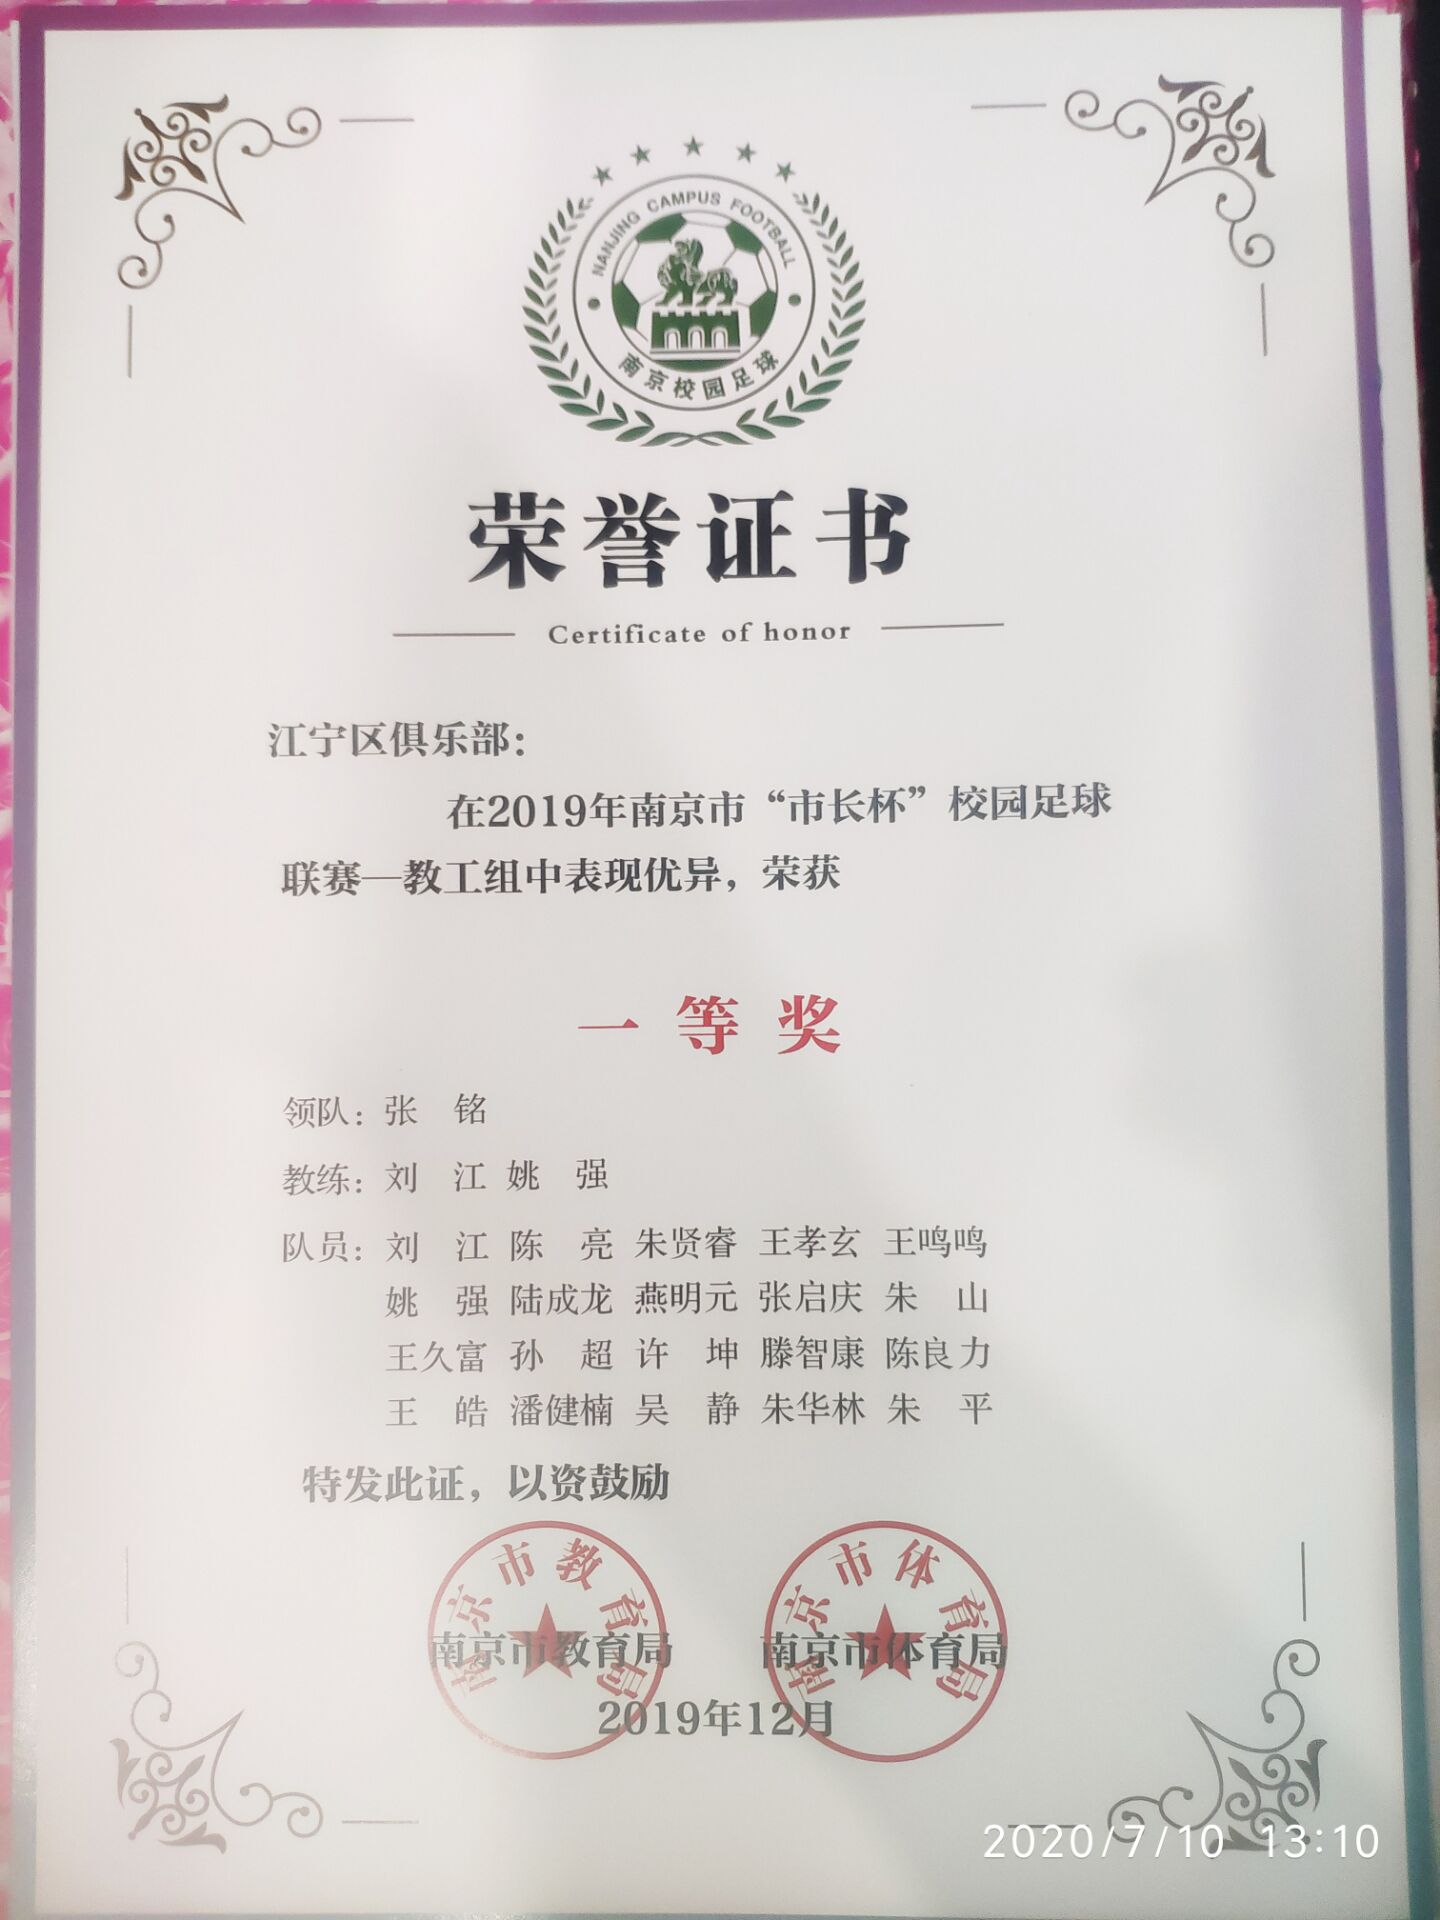 NANJING CAMPUS FOOTBALL
南京校园足球
荣誉证书
Certificate of honor
江宁区俱乐部：
在2019年南京市“市长杯”校园足球
联赛—教工组中表现优异，荣获
一等奖
领队：张 铭
教练：刘 江 姚 强
队员：刘 江 陈 亮 朱贤睿 王孝玄 王鸣鸣
姚 强 陆成龙 燕明元 张启庆 朱 山
王久富 孙 超 许 坤 滕智康 陈良力
王 皓 潘健楠 吴 静 朱华林 朱 平
特发此证，以资鼓励
南京市教育局 南京市体育局
南京市教育局 南京市体育局
2019年12月
2020/7/10 13:10